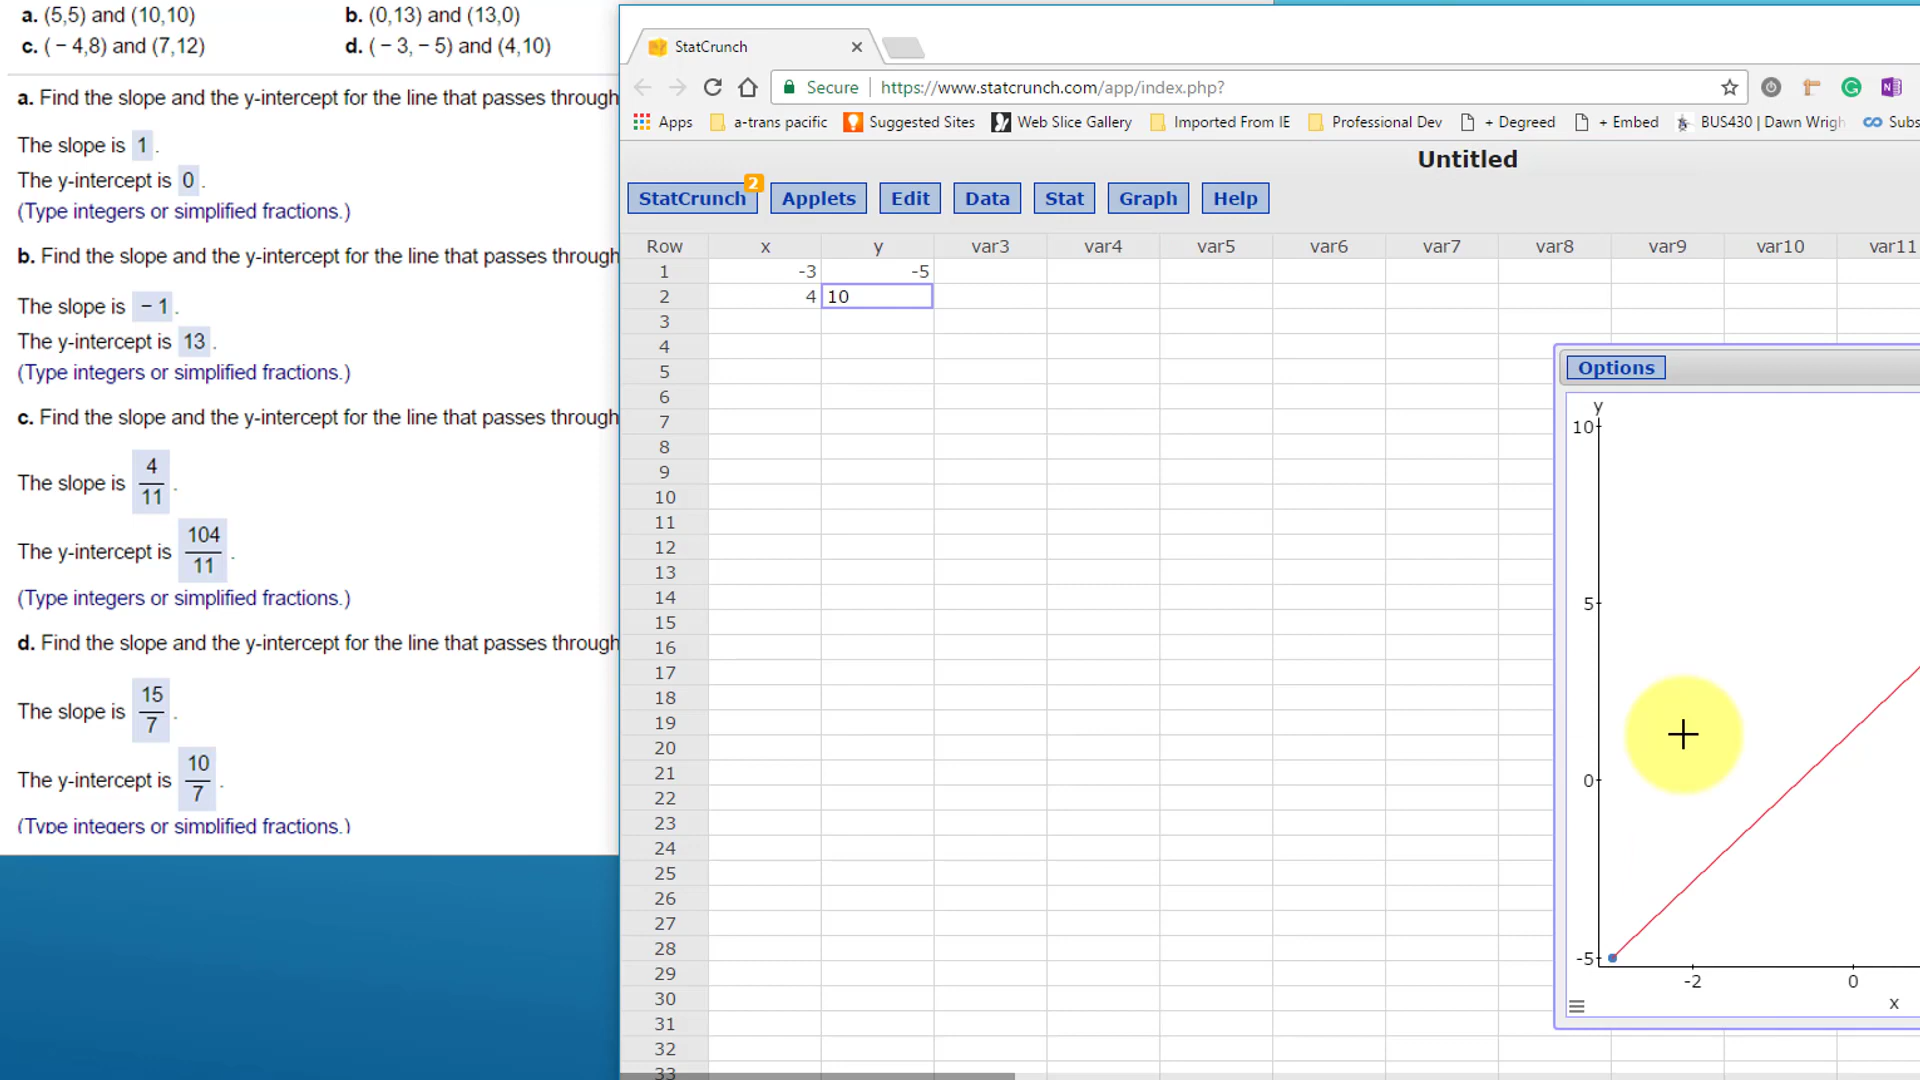 a. (5,5) and (10,10) b. (0,13) and (13,0)
c. ( − 4,8) and (7,12) d. ( − 3, − 5) and (4,10)
a. Find the slope and the y-intercept for the line that passes through
The slope is 1 .
The y-intercept is 0 .
(Type integers or simplified fractions.)
b. Find the slope and the y-intercept for the line that passes through
The slope is − 1 .
The y-intercept is 13 .
(Type integers or simplified fractions.)
c. Find the slope and the y-intercept for the line that passes through
The slope is 4/11 .
The y-intercept is 104/11 .
(Type integers or simplified fractions.)
d. Find the slope and the y-intercept for the line that passes through
The slope is 15/7 .
The y-intercept is 10/7 .
(Type integers or simplified fractions.)
StatCrunch
Secure https://www.statcrunch.com/app/index.php?
Apps a-trans pacific Suggested Sites Web Slice Gallery Imported From IE Professional Dev + Degreed + Embed BUS430 | Dawn Wrigh Subs
Untitled
StatCrunch 2 Applets Edit Data Stat Graph Help
Row x y var3 var4 var5 var6 var7 var8 var9 var10 var11
1 -3 -5
2 4 10
3
4
5
6
7
8
9
10
11
12
13
14
15
16
17
18
19
20
21
22
23
24
25
26
27
28
29
30
31
32
33
Options
y
10
5
0
-5
-2 0
x